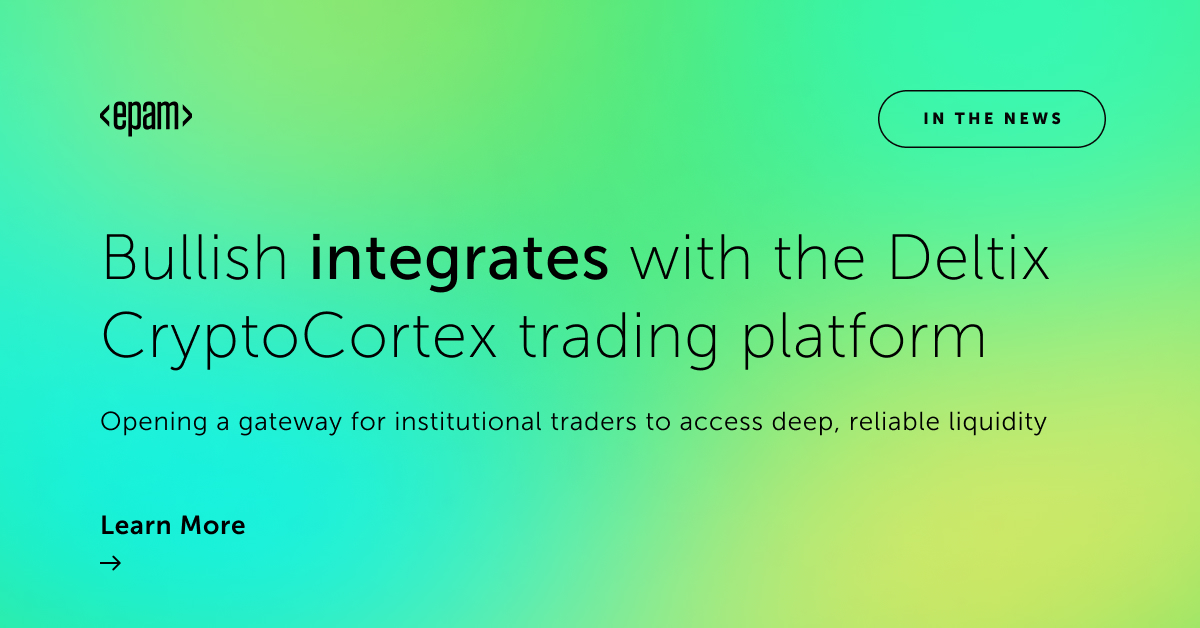 <epam>
IN THE NEWS
Bullish integrates with the Deltix
CryptoCortex trading platform
Opening a gateway for institutional traders to access deep, reliable liquidity
Learn More
→